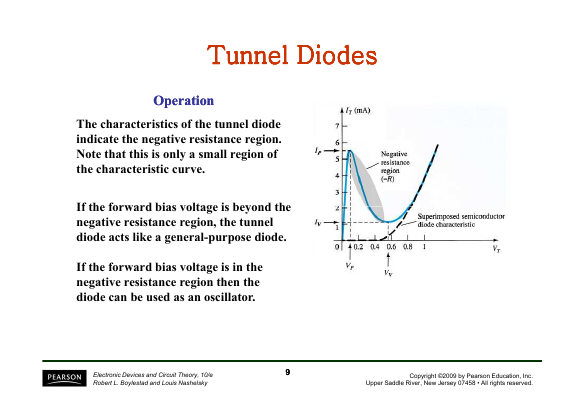 Tunnel Diodes
Operation
The characteristics of the tunnel diode
indicate the negative resistance region.
Note that this is only a small region of
the characteristic curve.
If the forward bias voltage is beyond the
negative resistance region, the tunnel
diode acts like a general-purpose diode.
If the forward bias voltage is in the
negative resistance region then the
diode can be used as an oscillator.
I_T (mA)
7
6
I_P
5
Negative
resistance
region
(–R)
4
3
2
I_V
1
Superimposed semiconductor
diode characteristic
0 0.2 0.4 0.6 0.8 1 V_T
V_P
V_V
PEARSON
Electronic Devices and Circuit Theory, 10/e
Robert L. Boylestad and Louis Nashelsky
9
Copyright ©2009 by Pearson Education, Inc.
Upper Saddle River, New Jersey 07458 • All rights reserved.